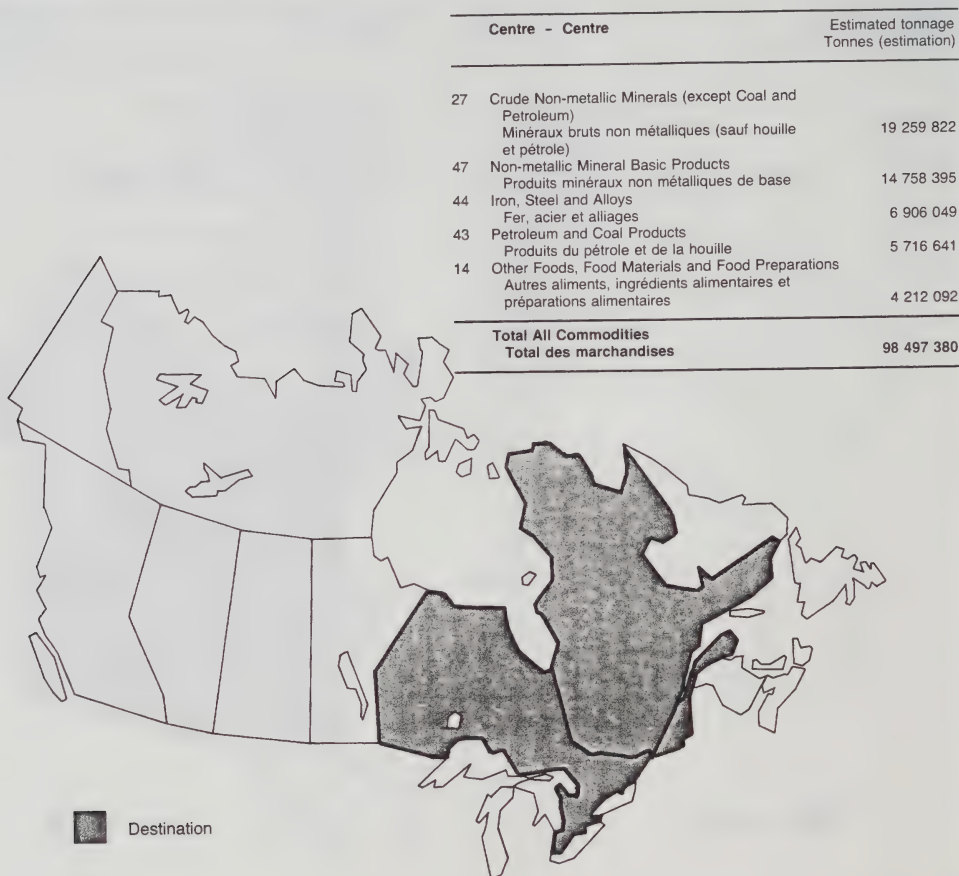 Centre - Centre
Estimated tonnage
Tonnes (estimation)
27 Crude Non-metallic Minerals (except Coal and
Petroleum)
Minéraux bruts non métalliques (sauf houille
et pétrole) 19 259 822
47 Non-metallic Mineral Basic Products
Produits minéraux non métalliques de base 14 758 395
44 Iron, Steel and Alloys
Fer, acier et alliages 6 906 049
43 Petroleum and Coal Products
Produits du pétrole et de la houille 5 716 641
14 Other Foods, Food Materials and Food Preparations
Autres aliments, ingrédients alimentaires et
préparations alimentaires 4 212 092
Total All Commodities
Total des marchandises 98 497 380
Destination